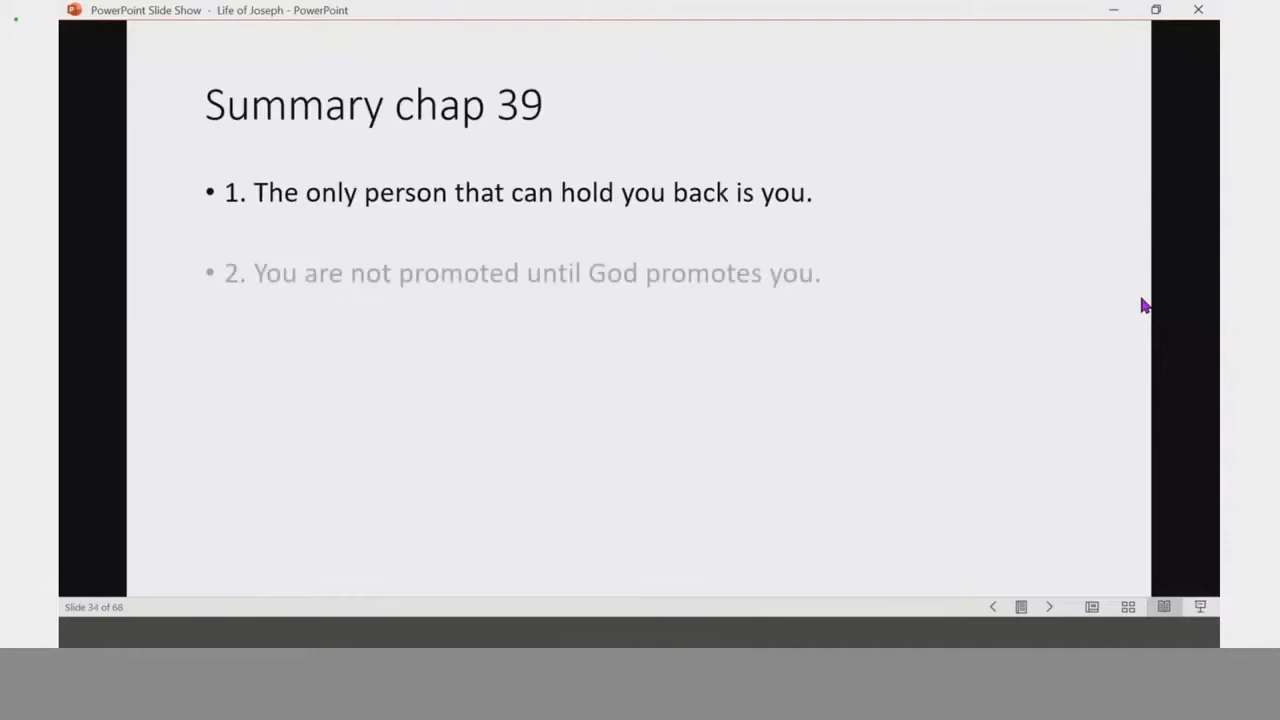 PowerPoint Slide Show - Life of Joseph - PowerPoint
Summary chap 39
• 1. The only person that can hold you back is you.
• 2. You are not promoted until God promotes you.
Slide 34 of 68